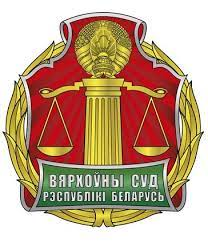 ВЯРХОЎНЫ СУД
РЭСПУБЛІКІ БЕЛАРУСЬ